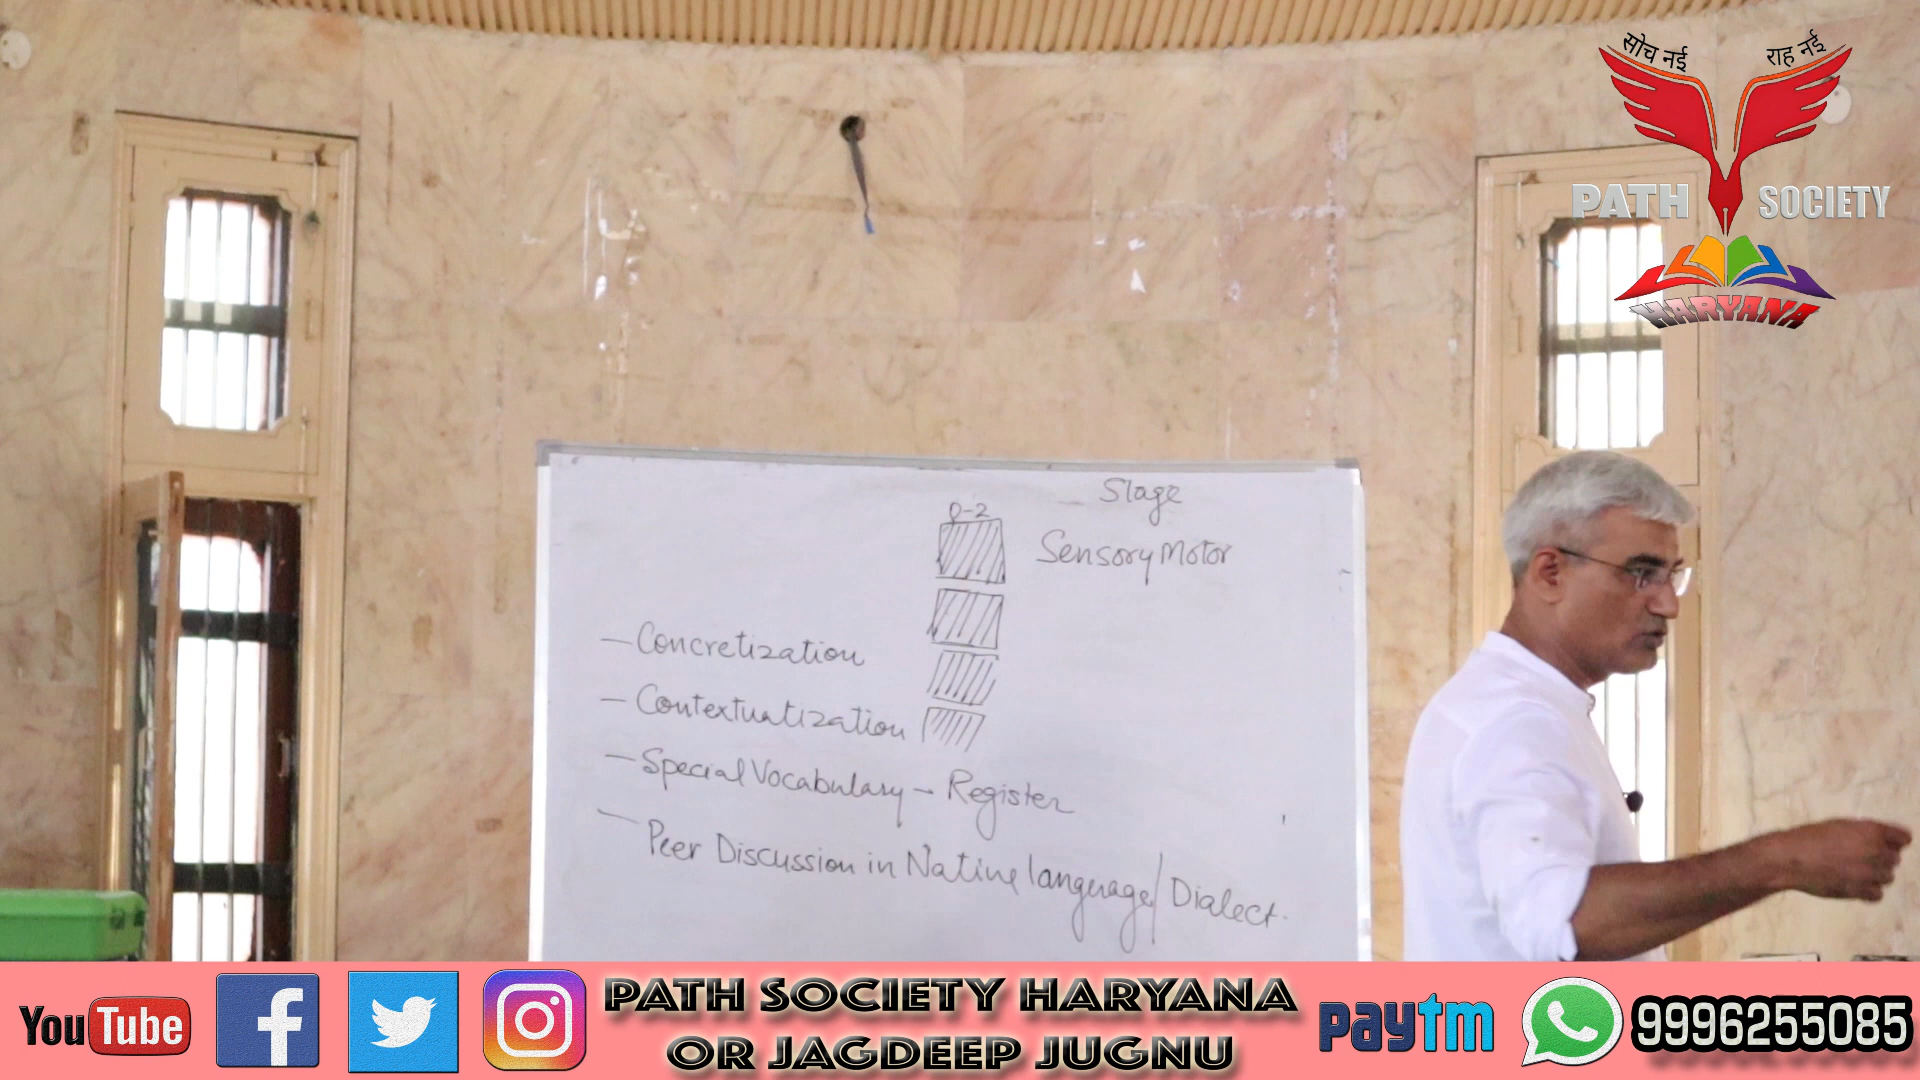 सोच नई राह नई
PATH SOCIETY
HARYANA
Stage
0-2
Sensory Motor
- Concretization
- Contextualization
- Special Vocabulary - Register
- Peer Discussion in Native language / Dialect.
YouTube
PATH SOCIETY HARYANA
OR JAGDEEP JUGNU
paytm
9996255085